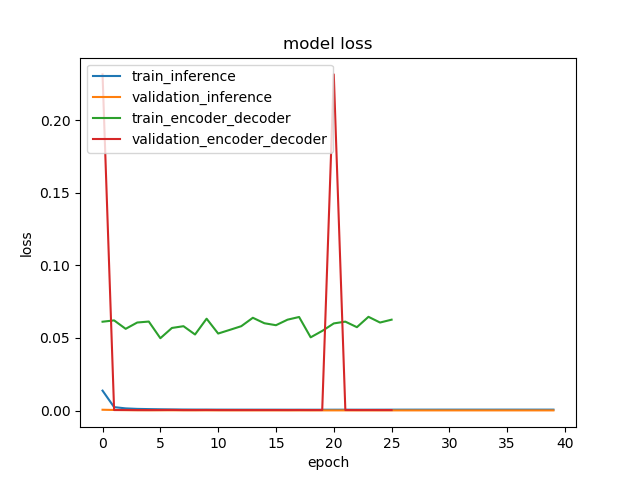 model loss
train_inference
validation_inference
train_encoder_decoder
validation_encoder_decoder
0.20
0.15
0.10
0.05
0.00
loss
0 5 10 15 20 25 30 35 40
epoch